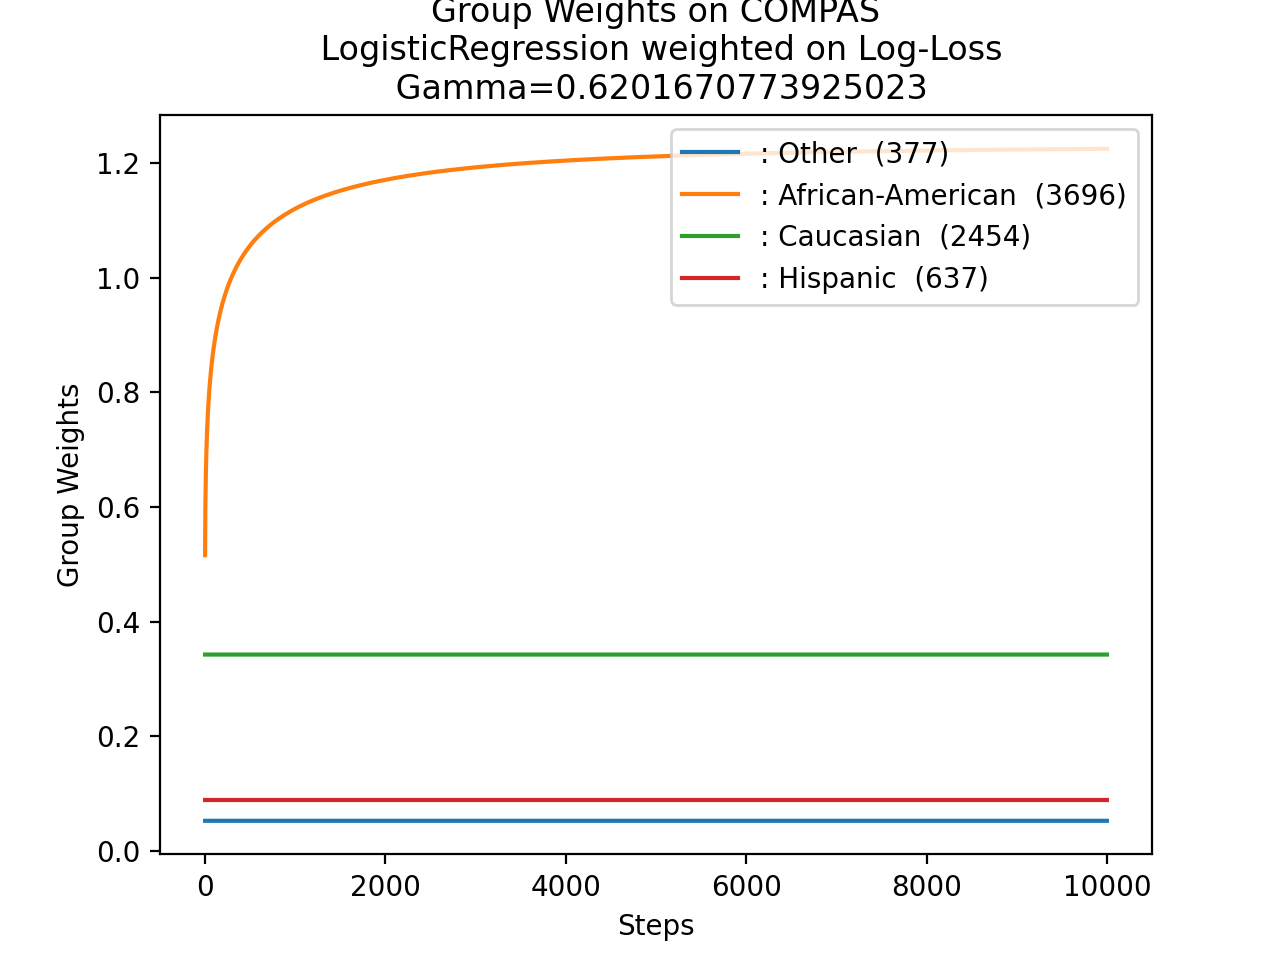 Group Weights on COMPAS
LogisticRegression weighted on Log-Loss
Gamma=0.6201670773925023
: Other (377)
: African-American (3696)
: Caucasian (2454)
: Hispanic (637)
Group Weights
1.2
1.0
0.8
0.6
0.4
0.2
0.0
0 2000 4000 6000 8000 10000
Steps